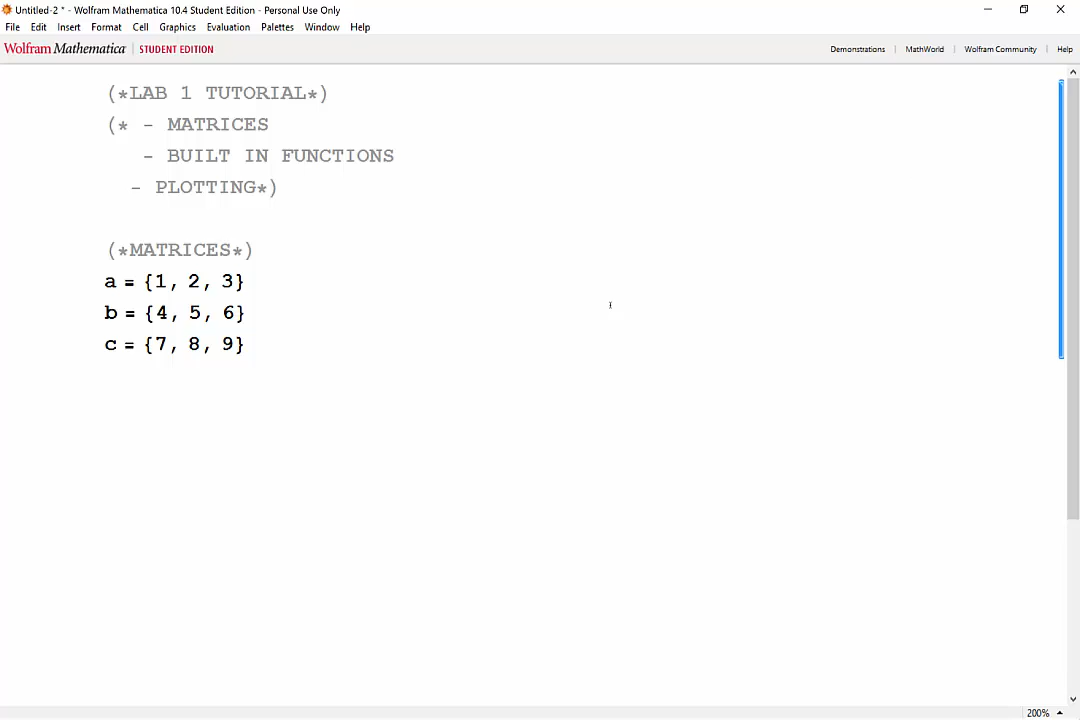 Untitled-2 * - Wolfram Mathematica 10.4 Student Edition - Personal Use Only
File Edit Insert Format Cell Graphics Evaluation Palettes Window Help
Wolfram Mathematica | STUDENT EDITION Demonstrations | MathWorld | Wolfram Community | Help
(*LAB 1 TUTORIAL*)
(* - MATRICES
- BUILT IN FUNCTIONS
- PLOTTING*)
(*MATRICES*)
a = {1, 2, 3}
b = {4, 5, 6}
c = {7, 8, 9}
200%